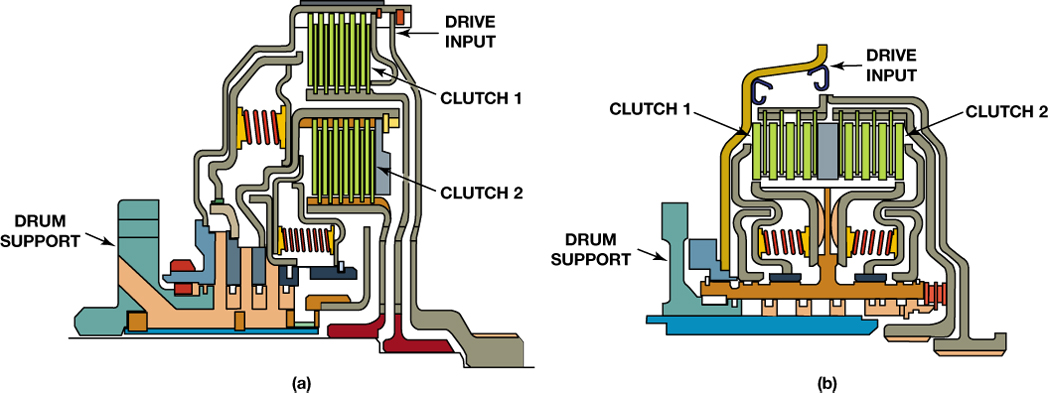 DRIVE
INPUT
CLUTCH 1
CLUTCH 2
DRUM
SUPPORT
(a)
DRIVE
INPUT
CLUTCH 1
CLUTCH 2
DRUM
SUPPORT
(b)